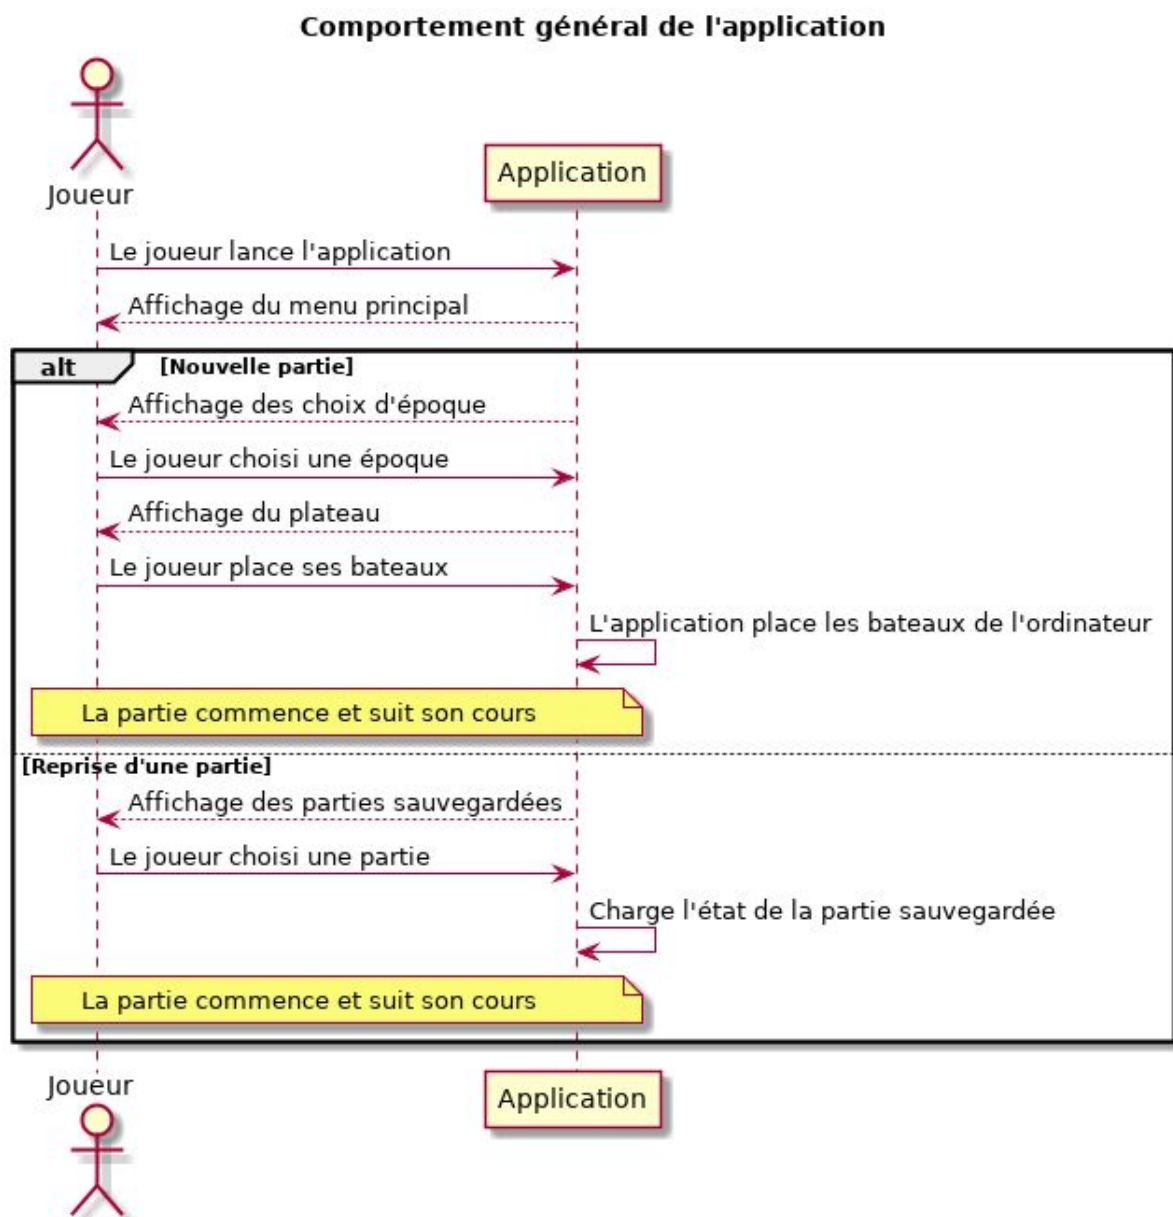 Comportement général de l'application
Joueur
Application
Le joueur lance l'application
Affichage du menu principal
alt [Nouvelle partie]
Affichage des choix d'époque
Le joueur choisi une époque
Affichage du plateau
Le joueur place ses bateaux
L'application place les bateaux de l'ordinateur
La partie commence et suit son cours
[Reprise d'une partie]
Affichage des parties sauvegardées
Le joueur choisi une partie
Charge l'état de la partie sauvegardée
La partie commence et suit son cours
Joueur
Application